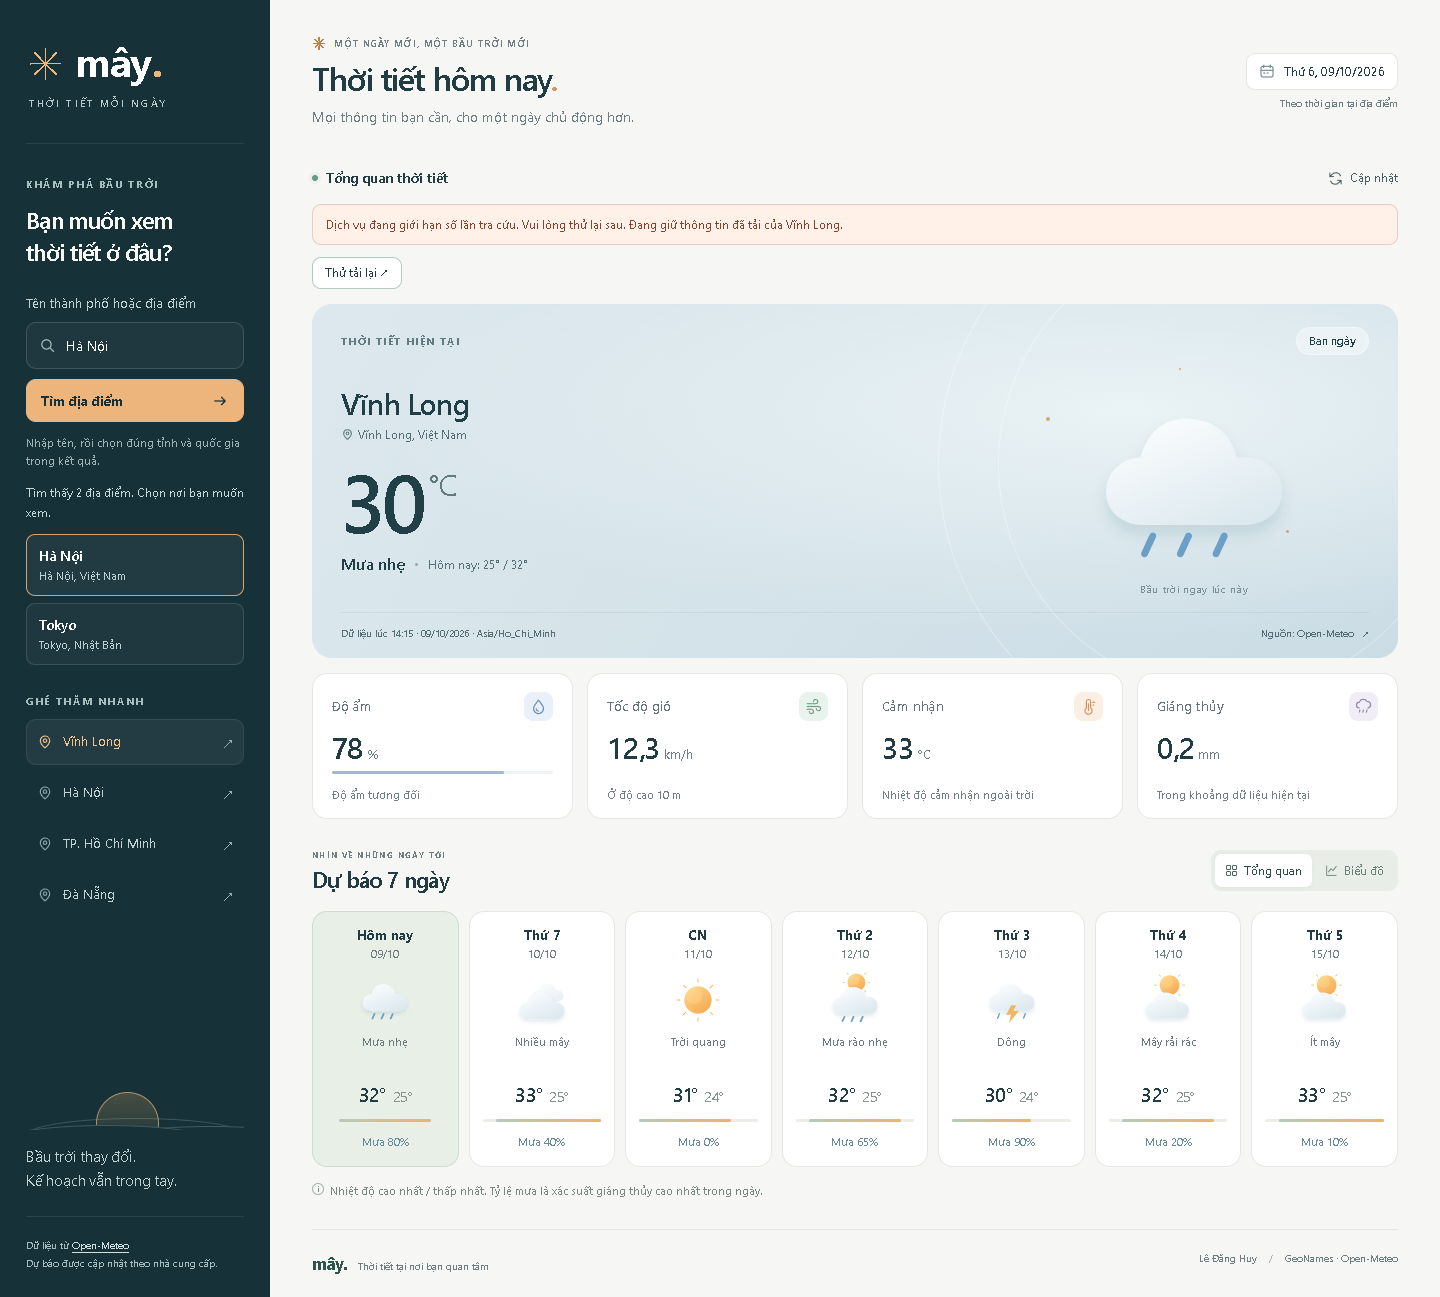 mây.
THỜI TIẾT MỖI NGÀY
KHÁM PHÁ BẦU TRỜI
Bạn muốn xem
thời tiết ở đâu?
Tên thành phố hoặc địa điểm
Hà Nội
Tìm địa điểm
Nhập tên, rồi chọn đúng tỉnh và quốc gia
trong kết quả.
Tìm thấy 2 địa điểm. Chọn nơi bạn muốn
xem.
Hà Nội
Hà Nội, Việt Nam
Tokyo
Tokyo, Nhật Bản
GHÉ THĂM NHANH
Vĩnh Long ↗
Hà Nội ↗
TP. Hồ Chí Minh ↗
Đà Nẵng ↗
Bầu trời thay đổi.
Kế hoạch vẫn trong tay.
Dữ liệu từ Open-Meteo
Dự báo được cập nhật theo nhà cung cấp.
MỘT NGÀY MỚI, MỘT BẦU TRỜI MỚI
Thời tiết hôm nay.
Mọi thông tin bạn cần, cho một ngày chủ động hơn.
Thứ 6, 09/10/2026
Theo thời gian tại địa điểm
Tổng quan thời tiết
Cập nhật
Dịch vụ đang giới hạn số lần tra cứu. Vui lòng thử lại sau. Đang giữ thông tin đã tải của Vĩnh Long.
Thử tải lại ↗
THỜI TIẾT HIỆN TẠI
Ban ngày
Vĩnh Long
Vĩnh Long, Việt Nam
30°C
Mưa nhẹ • Hôm nay: 25° / 32°
Bầu trời ngay lúc này
Dữ liệu lúc 14:15 · 09/10/2026 · Asia/Ho_Chi_Minh
Nguồn: Open-Meteo ↗
Độ ẩm
78 %
Độ ẩm tương đối
Tốc độ gió
12,3 km/h
Ở độ cao 10 m
Cảm nhận
33 °C
Nhiệt độ cảm nhận ngoài trời
Giáng thủy
0,2 mm
Trong khoảng dữ liệu hiện tại
NHÌN VỀ NHỮNG NGÀY TỚI
Dự báo 7 ngày
Tổng quan
Biểu đồ
Hôm nay
09/10
Mưa nhẹ
32° 25°
Mưa 80%
Thứ 7
10/10
Nhiều mây
33° 25°
Mưa 40%
CN
11/10
Trời quang
31° 24°
Mưa 0%
Thứ 2
12/10
Mưa rào nhẹ
32° 25°
Mưa 65%
Thứ 3
13/10
Dông
30° 24°
Mưa 90%
Thứ 4
14/10
Mây rải rác
32° 25°
Mưa 20%
Thứ 5
15/10
Ít mây
33° 25°
Mưa 10%
Nhiệt độ cao nhất / thấp nhất. Tỷ lệ mưa là xác suất giáng thủy cao nhất trong ngày.
mây. Thời tiết tại nơi bạn quan tâm
Lê Đăng Huy / GeoNames · Open-Meteo